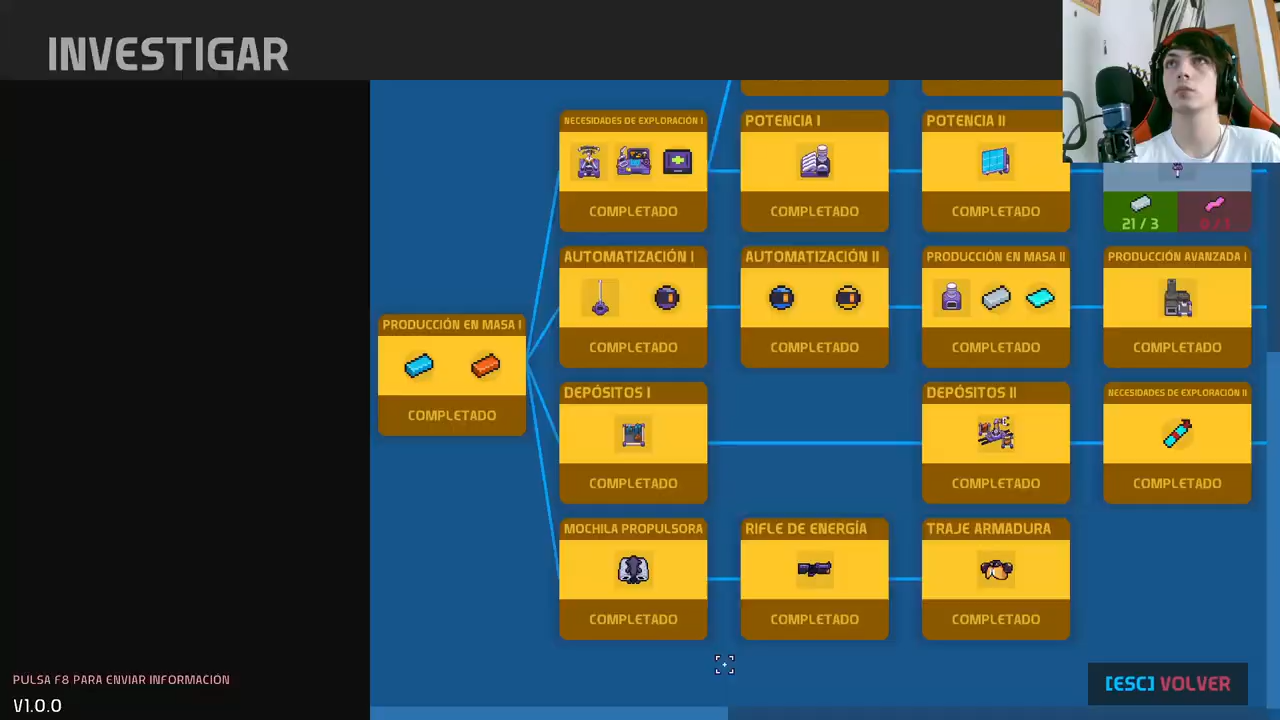 INVESTIGAR
NECESIDADES DE EXPLORACIÓN I
COMPLETADO
POTENCIA I
COMPLETADO
POTENCIA II
COMPLETADO
21 / 3
0 / 3
AUTOMATIZACIÓN I
COMPLETADO
AUTOMATIZACIÓN II
COMPLETADO
PRODUCCIÓN EN MASA II
COMPLETADO
PRODUCCIÓN AVANZADA I
COMPLETADO
PRODUCCIÓN EN MASA I
COMPLETADO
DEPÓSITOS I
COMPLETADO
DEPÓSITOS II
COMPLETADO
NECESIDADES DE EXPLORACIÓN II
COMPLETADO
MOCHILA PROPULSORA
COMPLETADO
RIFLE DE ENERGÍA
COMPLETADO
TRAJE ARMADURA
COMPLETADO
PULSA F8 PARA ENVIAR INFORMACIÓN
V1.0.0
[ESC] VOLVER